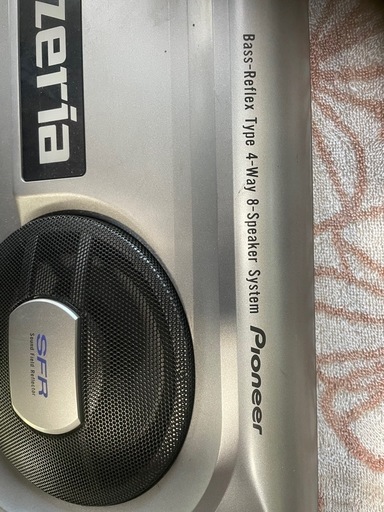 zeria
Bass-Reflex Type 4-Way 8-Speaker System Pioneer
SFR
Sound Field Reflector